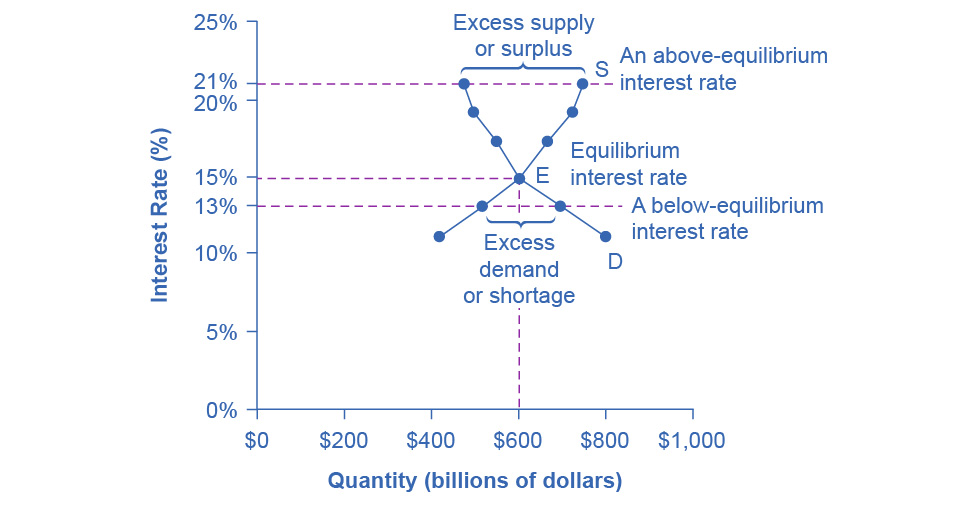 25%
Excess supply
or surplus
S
An above-equilibrium
interest rate
21%
20%
Equilibrium
interest rate
E
15%
13%
A below-equilibrium
interest rate
Excess
demand
or shortage
D
10%
5%
0%
Interest Rate (%)
$0 $200 $400 $600 $800 $1,000
Quantity (billions of dollars)